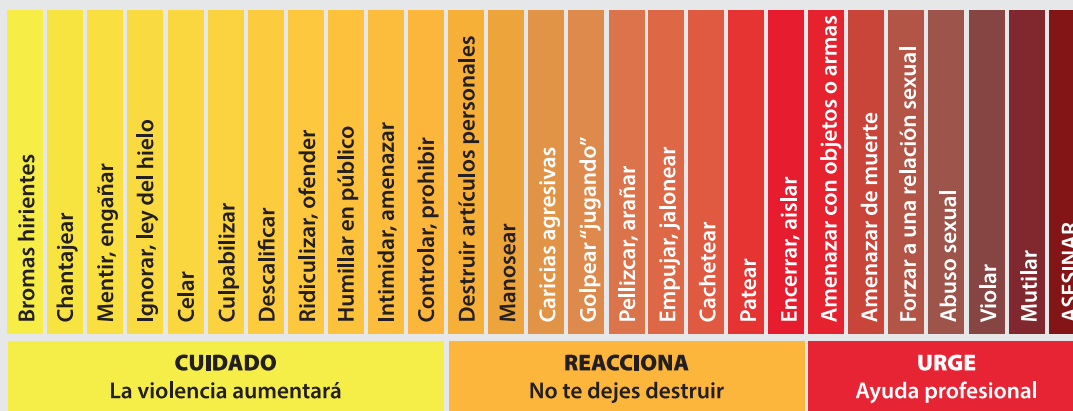 Bromas hirientes
Chantajear
Mentir, engañar
Ignorar, ley del hielo
Celar
Culpabilizar
Descalificar
Ridiculizar, ofender
Humillar en público
Intimidar, amenazar
Controlar, prohibir
Destruir artículos personales
Manosear
Caricias agresivas
Golpear "jugando"
Pellizcar, arañar
Empujar, jalonear
Cachetear
Patear
Encerrar, aislar
Amenazar con objetos o armas
Amenazar de muerte
Forzar a una relación sexual
Abuso sexual
Violar
Mutilar
ASESINAR
CUIDADO
La violencia aumentará
REACCIONA
No te dejes destruir
URGE
Ayuda profesional